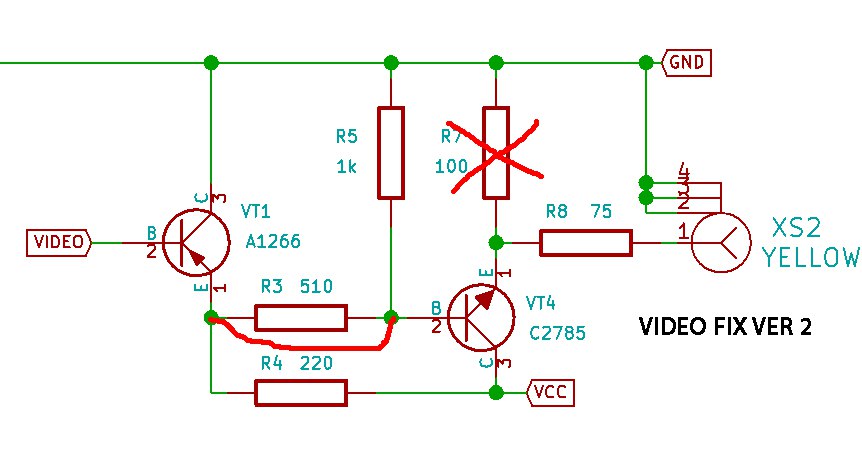 GND
R5
1k
R7
100
4
3
2
1
R8 75
XS2
YELLOW
C
3
VT1
A1266
VIDEO
B
2
E
1
R3 510
B
2
E
1
VT4
C2785
C
3
VIDEO FIX VER 2
R4 220
VCC